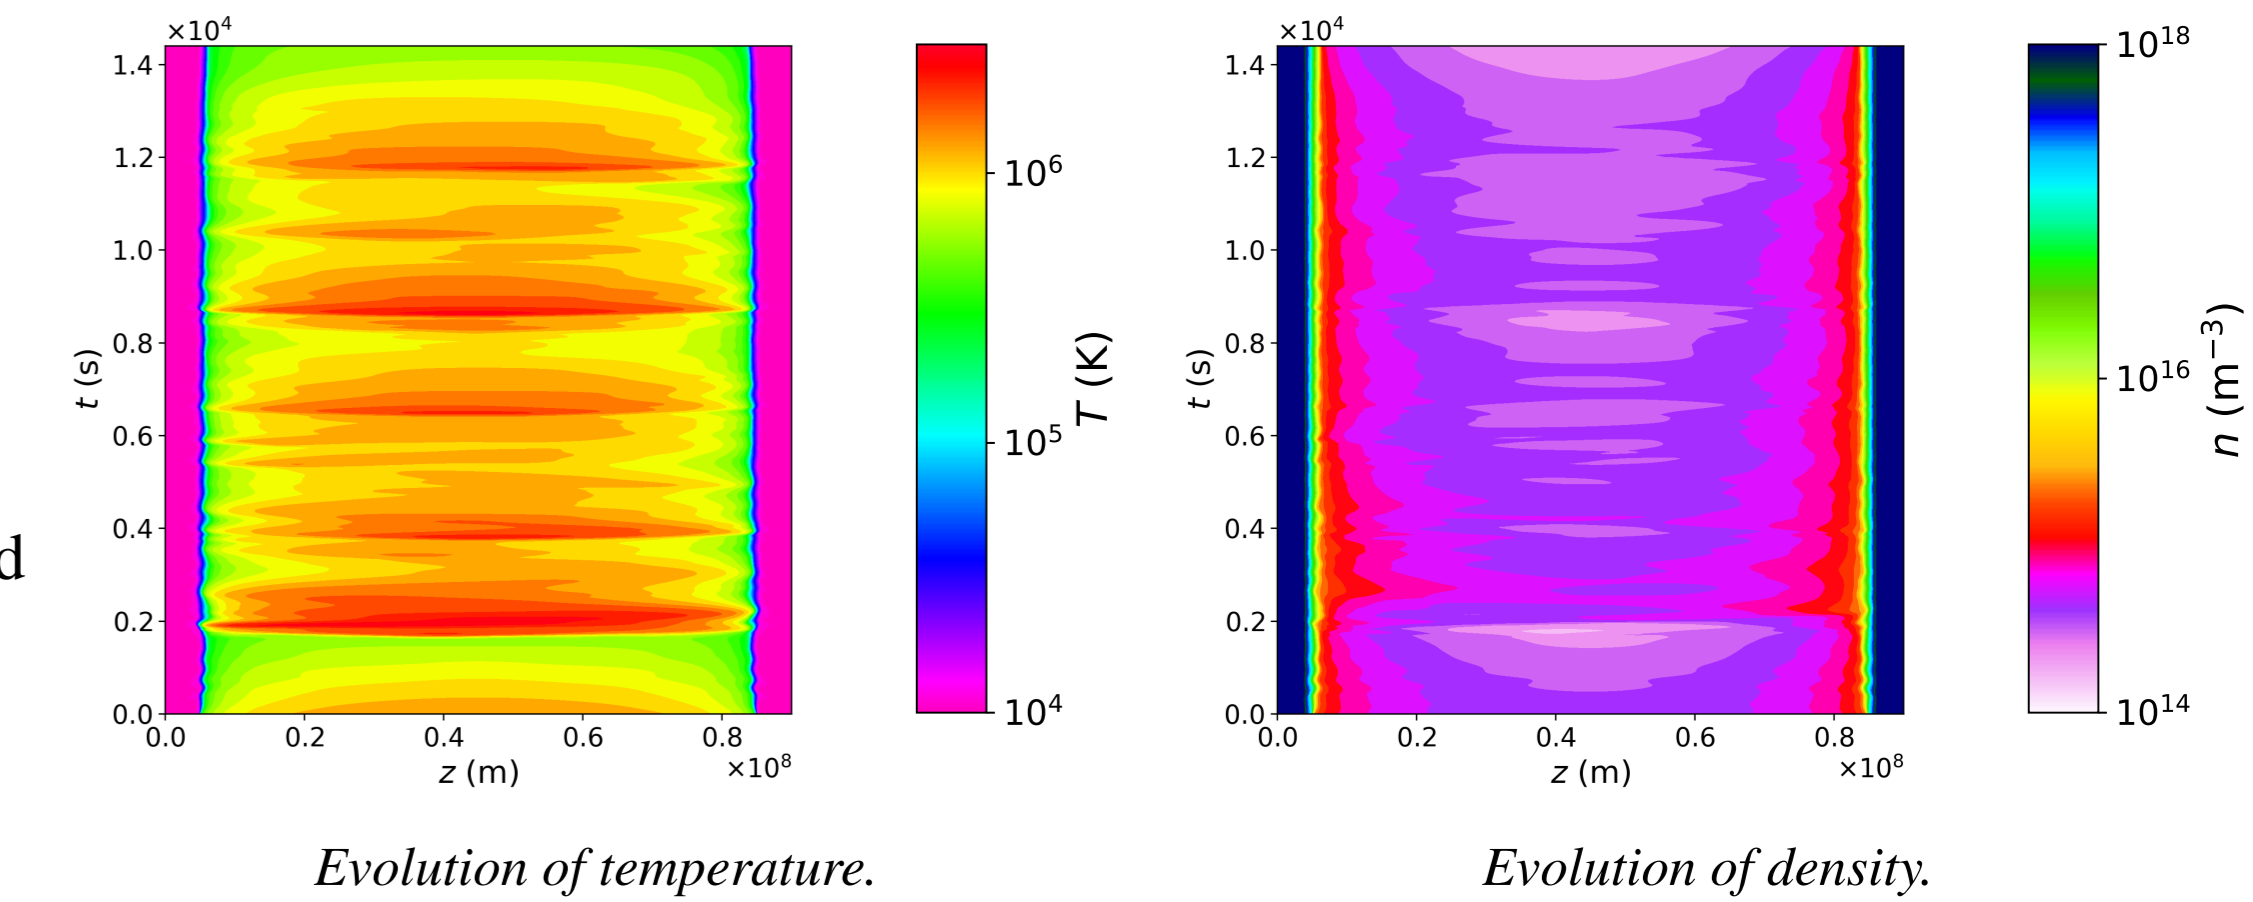 ×10⁴
1.4
1.2
1.0
0.8
0.6
0.4
0.2
0.0
t (s)
0.0 0.2 0.4 0.6 0.8
z (m)
×10⁸
10⁶
10⁵
10⁴
T (K)
×10⁴
1.4
1.2
1.0
0.8
0.6
0.4
0.2
0.0
t (s)
0.0 0.2 0.4 0.6 0.8
z (m)
×10⁸
10¹⁸
10¹⁶
10¹⁴
n (m⁻³)
d
Evolution of temperature.
Evolution of density.